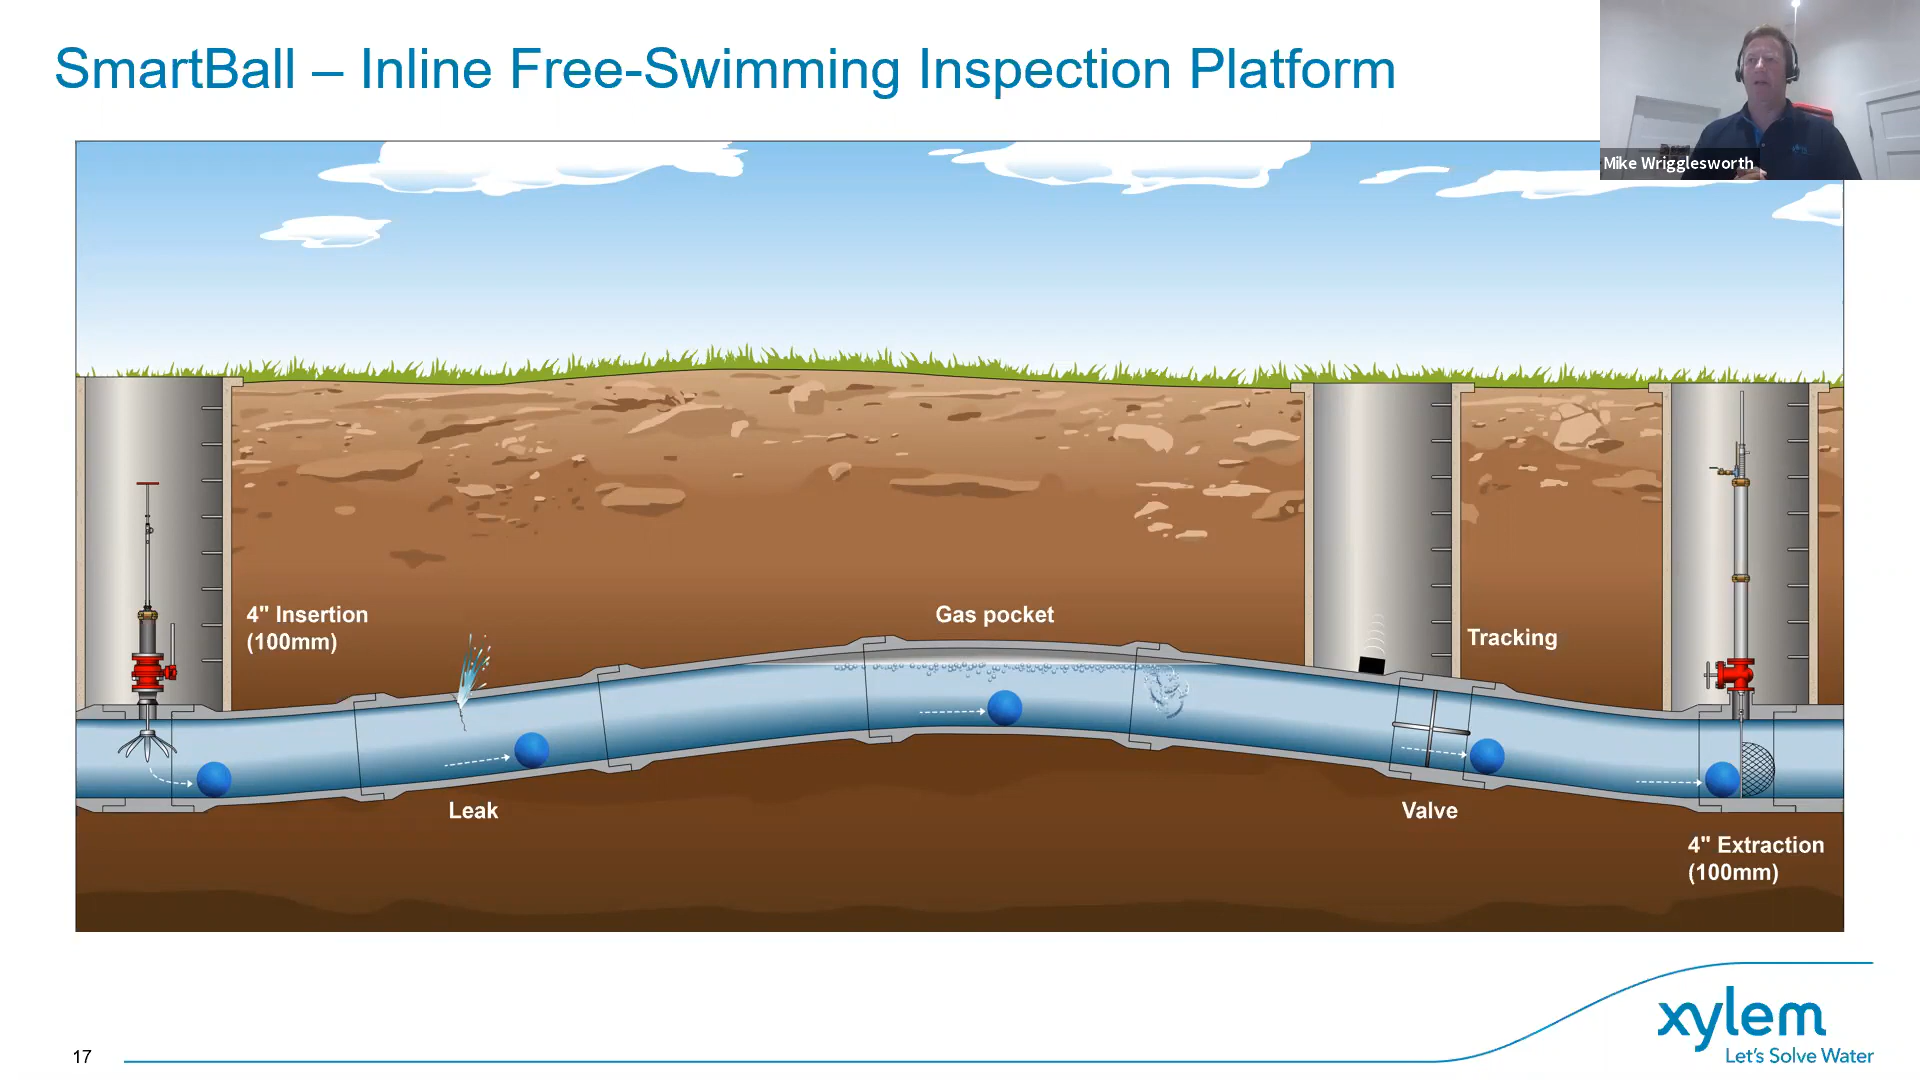 SmartBall – Inline Free-Swimming Inspection Platform
Mike Wrigglesworth
4" Insertion
(100mm)
Gas pocket
Tracking
Leak
Valve
4" Extraction
(100mm)
xylem
Let's Solve Water
17